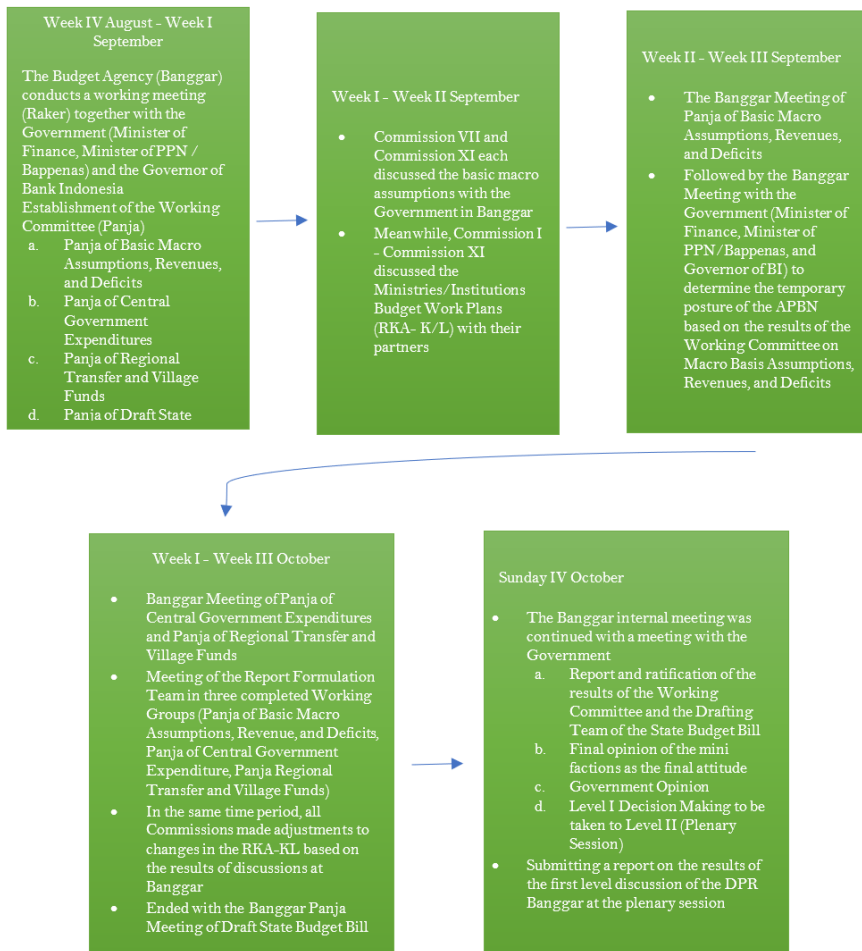 Week IV August – Week I
September
The Budget Agency (Banggar)
conducts a working meeting
(Raker) together with the
Government (Minister of
Finance, Minister of PPN /
Bappenas) and the Governor of
Bank Indonesia
Establishment of the Working
Committee (Panja)
a. Panja of Basic Macro
Assumptions, Revenues,
and Deficits
b. Panja of Central
Government
Expenditures
c. Panja of Regional
Transfer and Village
Funds
d. Panja of Draft State
Week I – Week II September
• Commission VII and
Commission XI each
discussed the basic macro
assumptions with the
Government in Banggar
• Meanwhile, Commission I
- Commission XI
discussed the
Ministries/Institutions
Budget Work Plans
(RKA- K/L) with their
partners
Week II – Week III September
• The Banggar Meeting of
Panja of Basic Macro
Assumptions, Revenues,
and Deficits
• Followed by the Banggar
Meeting with the
Government (Minister of
Finance, Minister of
PPN/Bappenas, and
Governor of BI) to
determine the temporary
posture of the APBN
based on the results of the
Working Committee on
Macro Basis Assumptions,
Revenues, and Deficits
Week I – Week III October
• Banggar Meeting of Panja of
Central Government Expenditures
and Panja of Regional Transfer and
Village Funds
• Meeting of the Report Formulation
Team in three completed Working
Groups (Panja of Basic Macro
Assumptions, Revenue, and Deficits,
Panja of Central Government
Expenditure, Panja Regional
Transfer and Village Funds)
• In the same time period, all
Commissions made adjustments to
changes in the RKA-KL based on
the results of discussions at
Banggar
• Ended with the Banggar Panja
Meeting of Draft State Budget Bill
Sunday IV October
• The Banggar internal meeting was
continued with a meeting with the
Government
a. Report and ratification of the
results of the Working
Committee and the Drafting
Team of the State Budget Bill
b. Final opinion of the mini
factions as the final attitude
c. Government Opinion
d. Level I Decision Making to be
taken to Level II (Plenary
Session)
• Submitting a report on the results of
the first level discussion of the DPR
Banggar at the plenary session